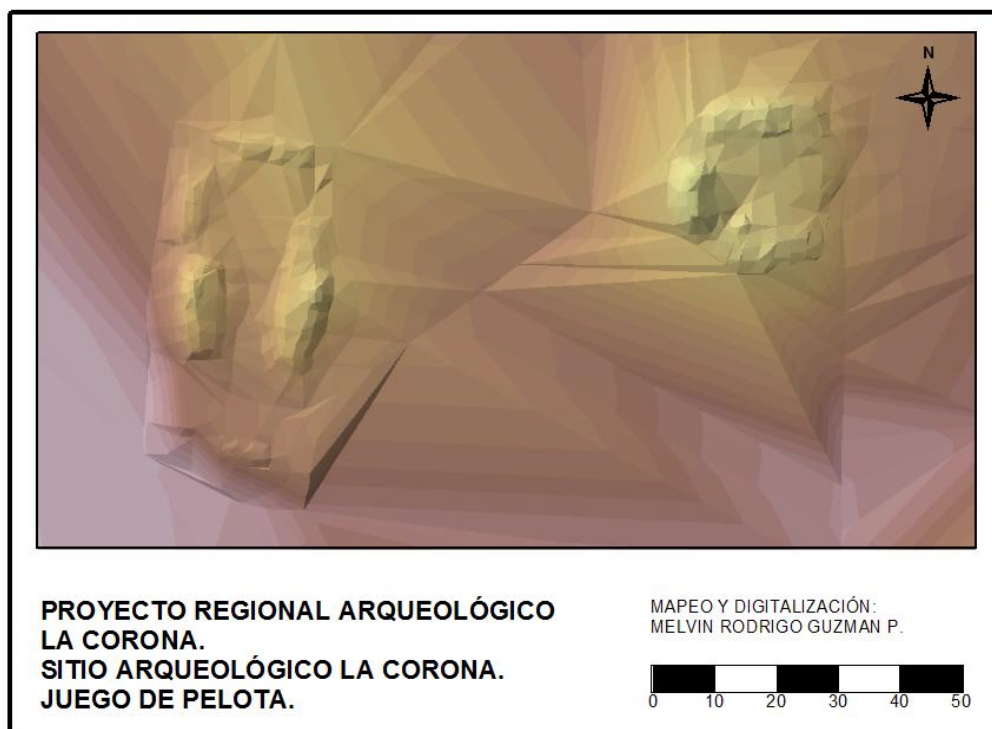 N
PROYECTO REGIONAL ARQUEOLÓGICO
LA CORONA.
SITIO ARQUEOLÓGICO LA CORONA.
JUEGO DE PELOTA.
MAPEO Y DIGITALIZACIÓN:
MELVIN RODRIGO GUZMAN P.
0 10 20 30 40 50